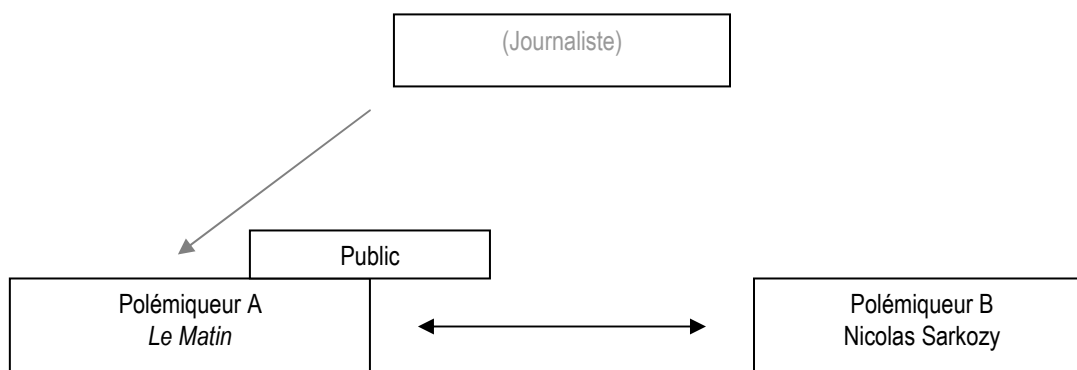 (Journaliste)
Public
Polémiqueur A
Le Matin
Polémiqueur B
Nicolas Sarkozy